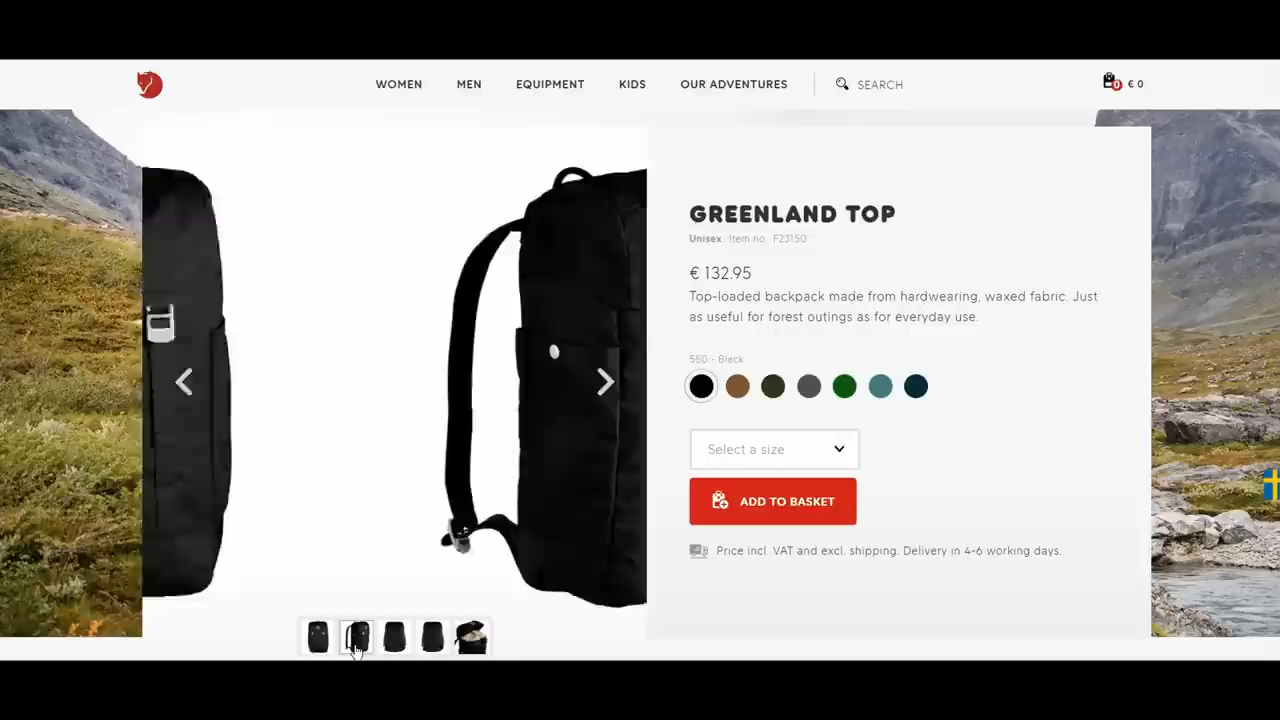 WOMEN MEN EQUIPMENT KIDS OUR ADVENTURES SEARCH 0 € 0
GREENLAND TOP
Unisex Item no F23150
€ 132.95
Top-loaded backpack made from hardwearing, waxed fabric. Just
as useful for forest outings as for everyday use.
550 - Black
Select a size
ADD TO BASKET
Price incl. VAT and excl. shipping. Delivery in 4-6 working days.